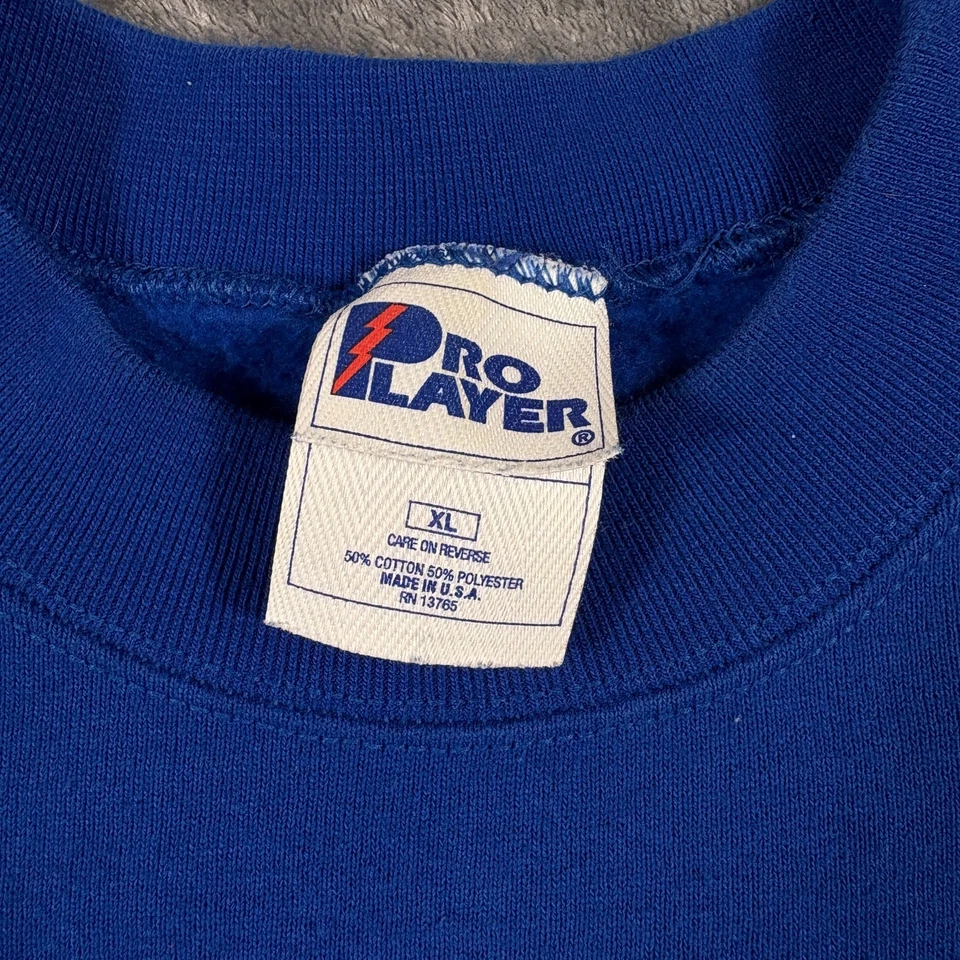 PRO
PLAYER®
XL
CARE ON REVERSE
50% COTTON 50% POLYESTER
MADE IN U.S.A.
RN 13765